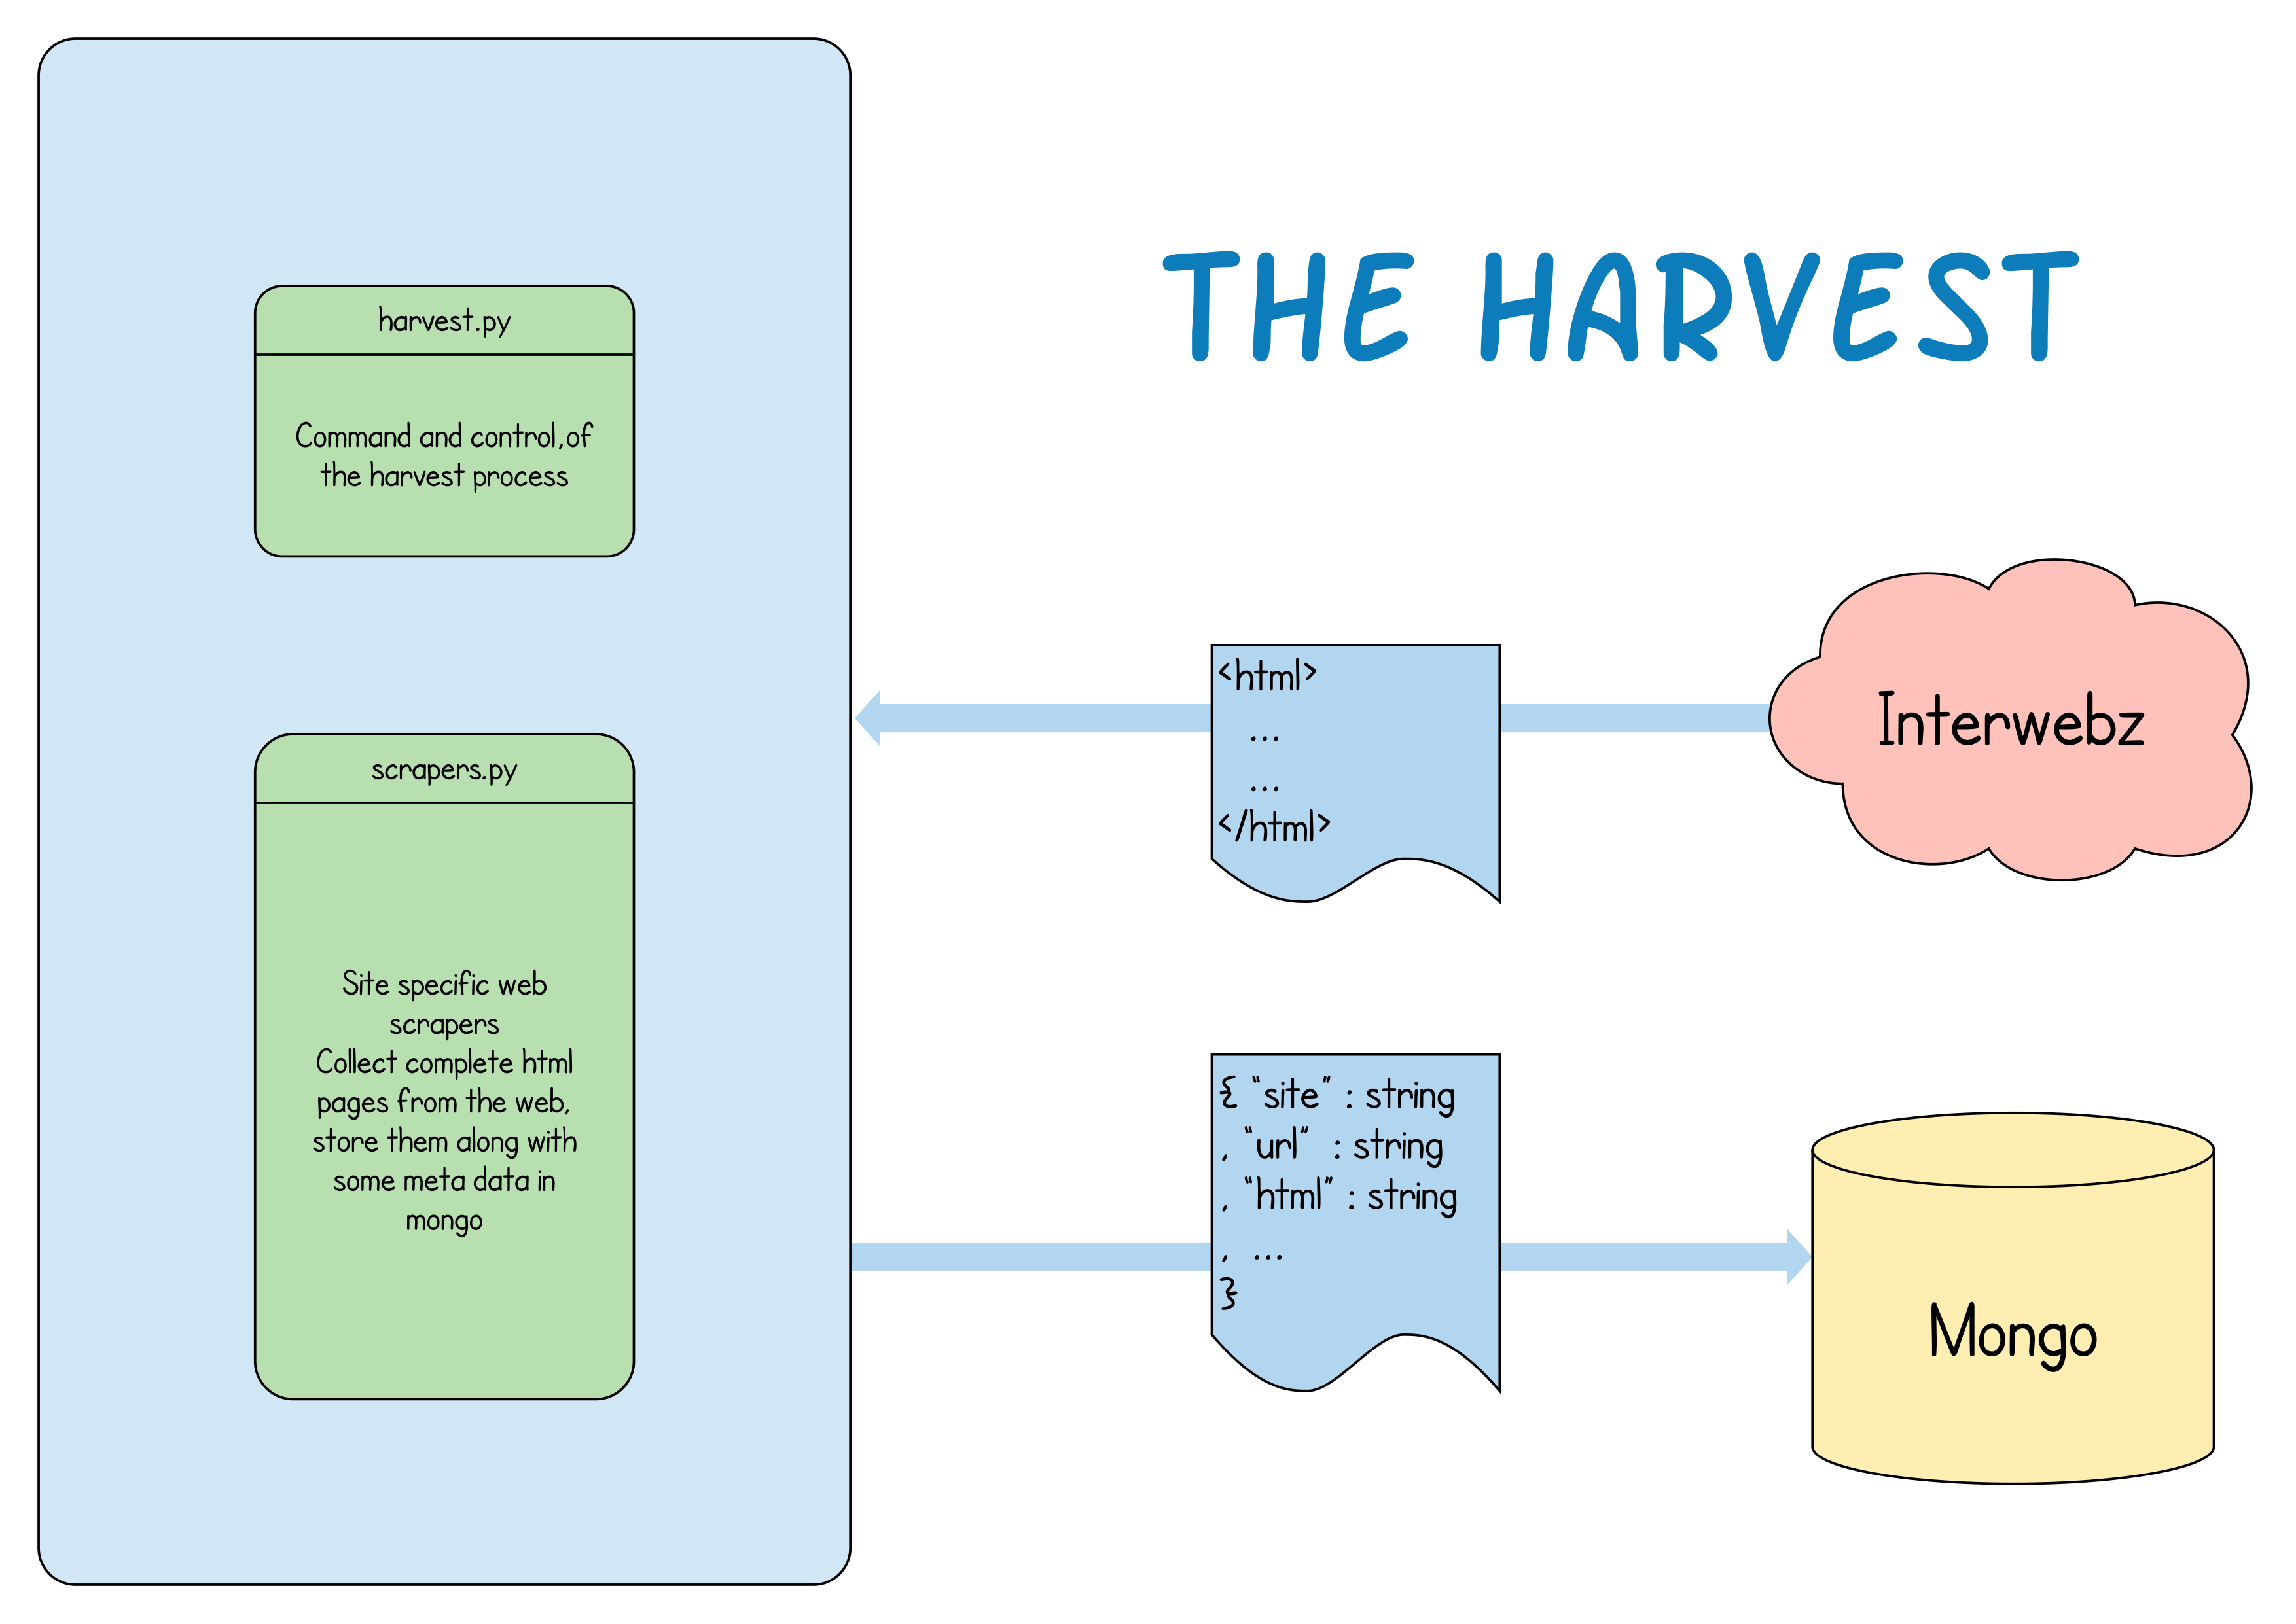 THE HARVEST
harvest.py
Command and control,of
the harvest process
scrapers.py
Site specific web
scrapers
Collect complete html
pages from the web,
store them along with
some meta data in
mongo
<html>
...
...
</html>
Interwebz
{ "site" : string
, "url" : string
, "html" : string
, ...
}
Mongo